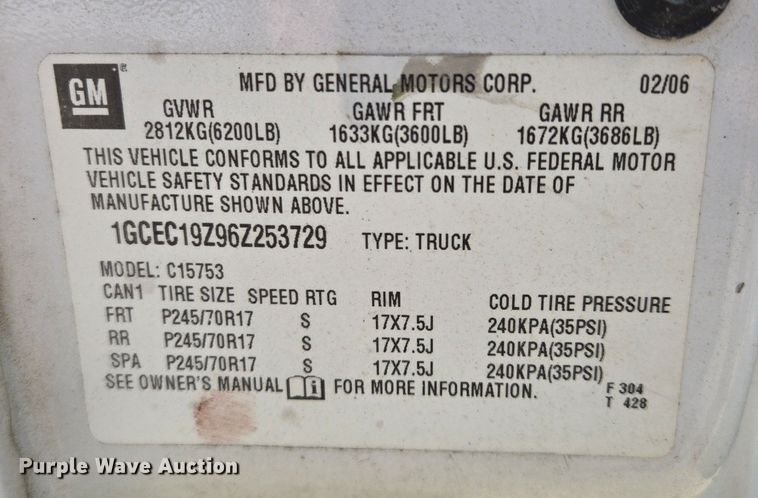 GM ®
MFD BY GENERAL MOTORS CORP. 02/06
GVWR GAWR FRT GAWR RR
2812KG(6200LB) 1633KG(3600LB) 1672KG(3686LB)
THIS VEHICLE CONFORMS TO ALL APPLICABLE U.S. FEDERAL MOTOR
VEHICLE SAFETY STANDARDS IN EFFECT ON THE DATE OF
MANUFACTURE SHOWN ABOVE.
1GCEC19Z96Z253729 TYPE: TRUCK
MODEL: C15753
CAN1 TIRE SIZE SPEED RTG RIM COLD TIRE PRESSURE
FRT P245/70R17 S 17X7.5J 240KPA(35PSI)
RR P245/70R17 S 17X7.5J 240KPA(35PSI)
SPA P245/70R17 S 17X7.5J 240KPA(35PSI)
SEE OWNER'S MANUAL i FOR MORE INFORMATION.
F 304
T 428
Purple Wave Auction